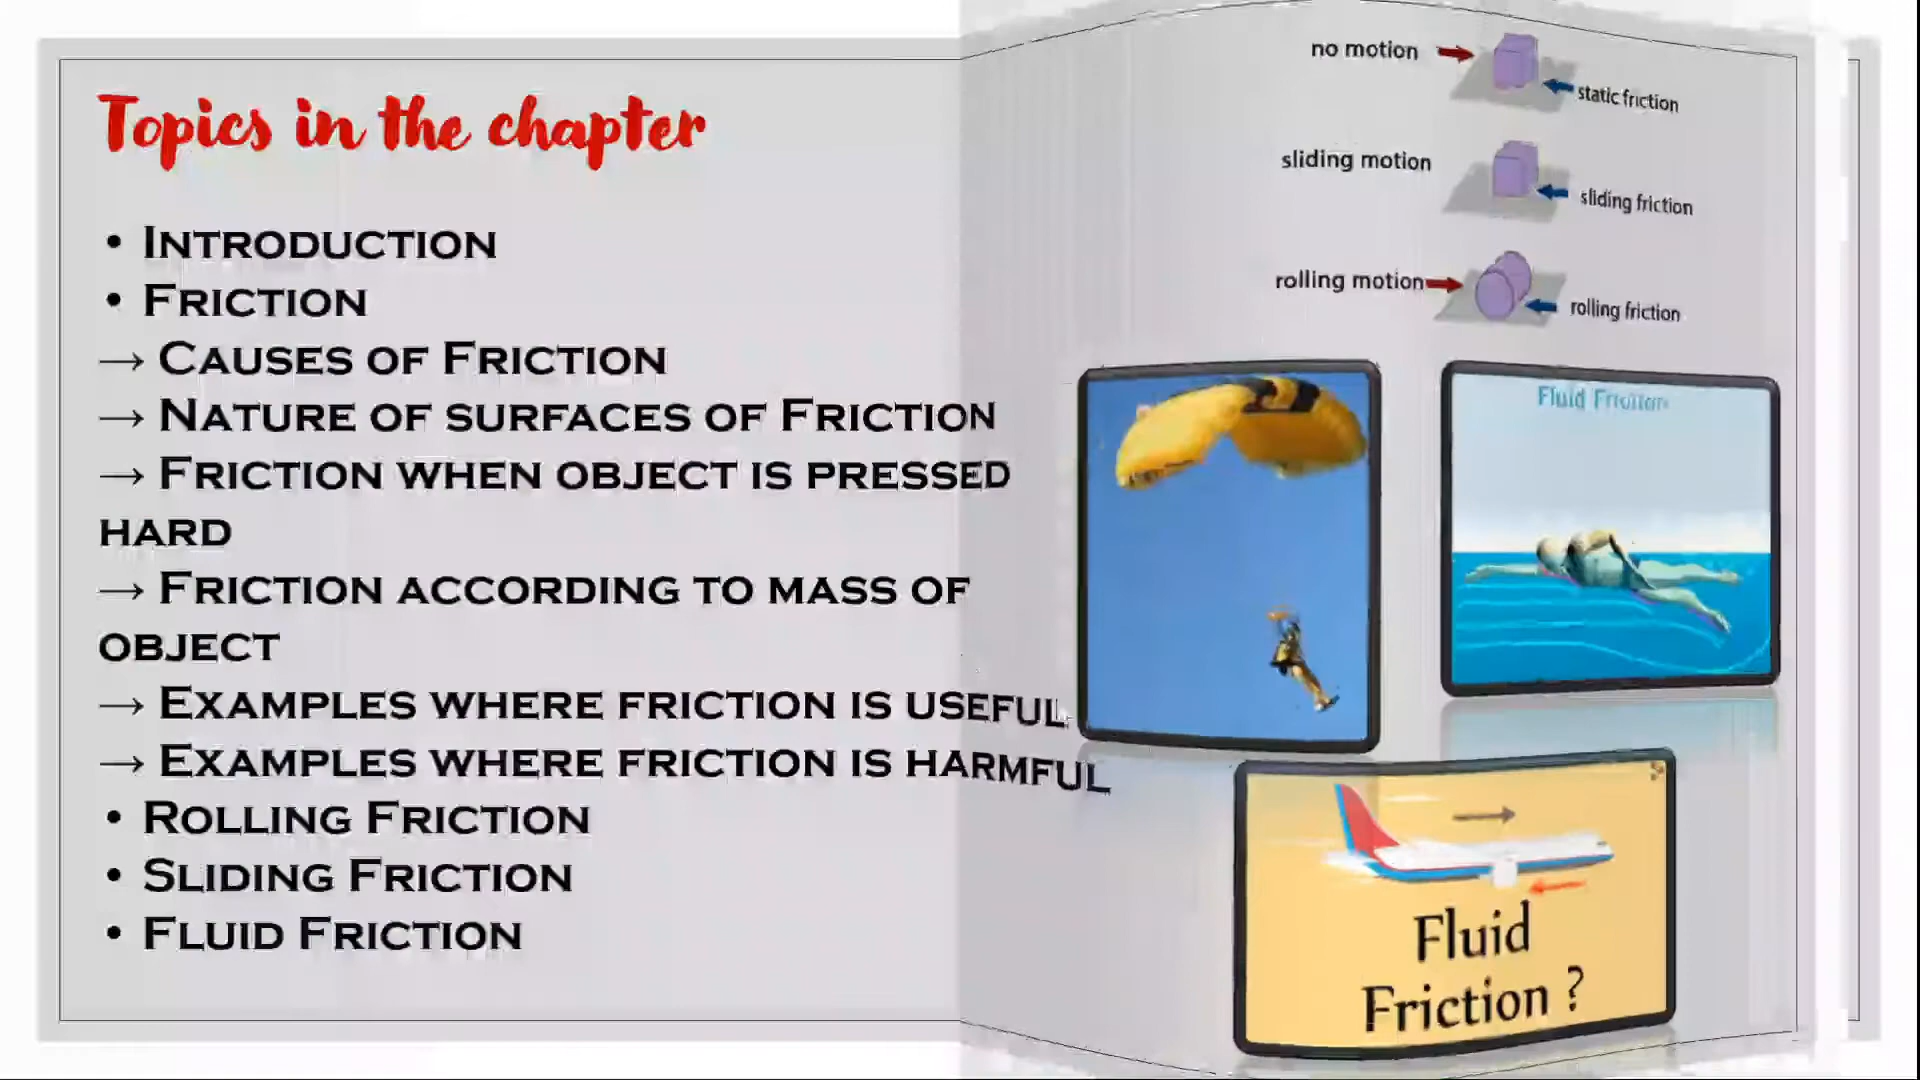 Topics in the chapter
• INTRODUCTION
• FRICTION
→ CAUSES OF FRICTION
→ NATURE OF SURFACES OF FRICTION
→ FRICTION WHEN OBJECT IS PRESSED
HARD
→ FRICTION ACCORDING TO MASS OF
OBJECT
→ EXAMPLES WHERE FRICTION IS USEFUL
→ EXAMPLES WHERE FRICTION IS HARMFUL
• ROLLING FRICTION
• SLIDING FRICTION
• FLUID FRICTION
no motion
static friction
sliding motion
sliding friction
rolling motion
rolling friction
Fluid Friction
Fluid
Friction ?